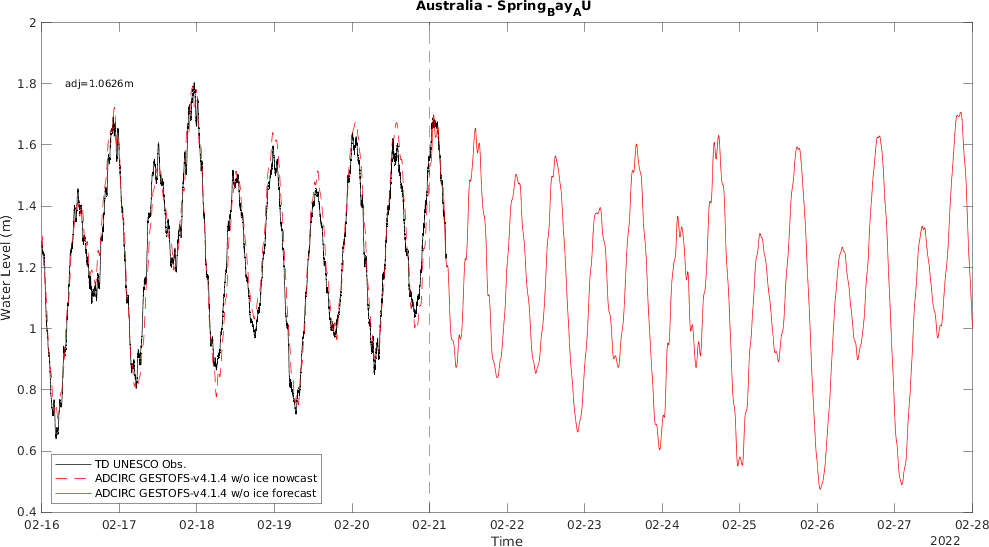 Australia - SpringBayAU
2
1.8
adj=1.0626m
1.6
1.4
1.2
1
0.8
0.6
0.4
Water Level (m)
TD UNESCO Obs.
ADCIRC GESTOFS-v4.1.4 w/o ice nowcast
ADCIRC GESTOFS-v4.1.4 w/o ice forecast
02-16 02-17 02-18 02-19 02-20 02-21 02-22 02-23 02-24 02-25 02-26 02-27 02-28
Time
2022